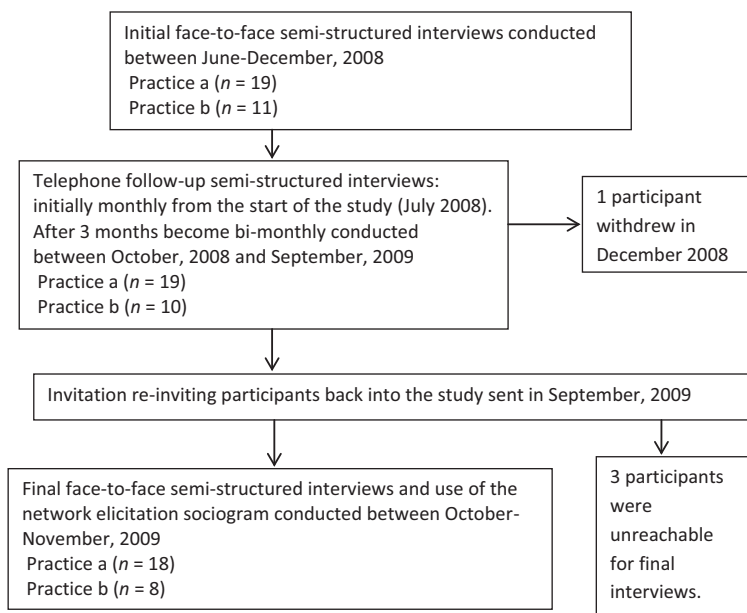 Initial face-to-face semi-structured interviews conducted
between June-December, 2008
Practice a (n = 19)
Practice b (n = 11)
Telephone follow-up semi-structured interviews:
initially monthly from the start of the study (July 2008).
After 3 months become bi-monthly conducted
between October, 2008 and September, 2009
Practice a (n = 19)
Practice b (n = 10)
1 participant
withdrew in
December 2008
Invitation re-inviting participants back into the study sent in September, 2009
Final face-to-face semi-structured interviews and use of the
network elicitation sociogram conducted between October-
November, 2009
Practice a (n = 18)
Practice b (n = 8)
3 participants
were
unreachable
for final
interviews.